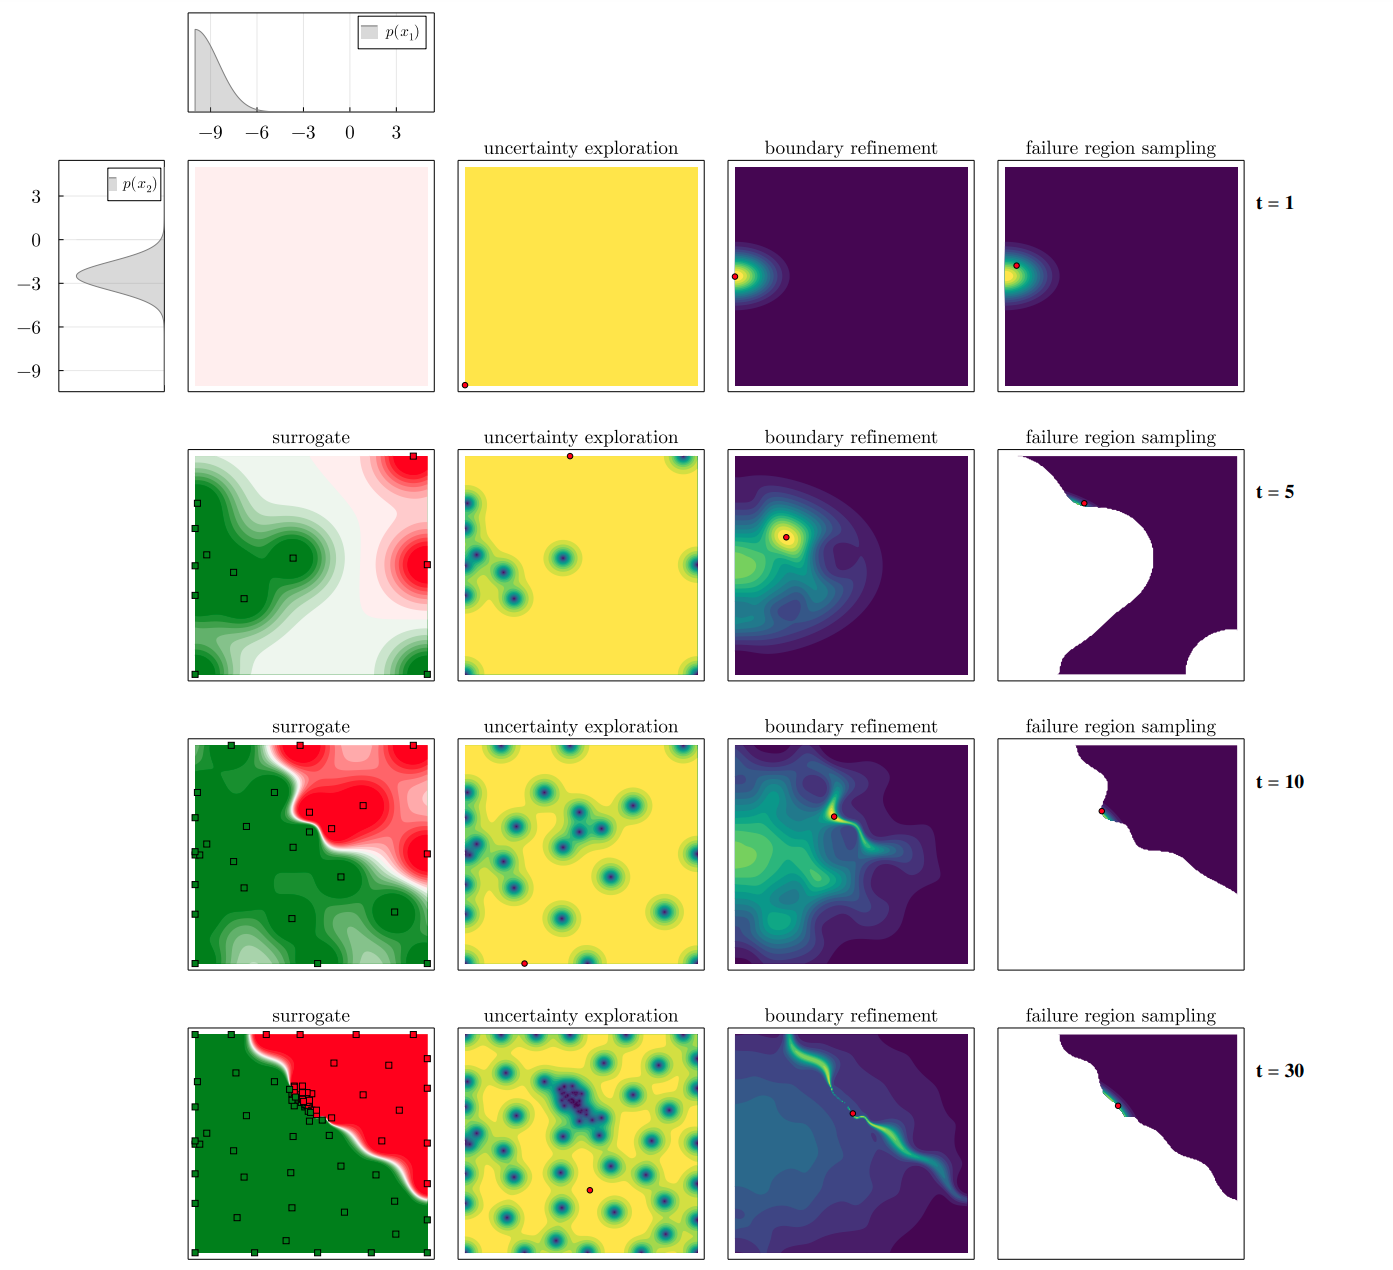 p(x₁)
−9 −6 −3 0 3
uncertainty exploration boundary refinement failure region sampling
p(x₂)
3
0
−3
−6
−9
t = 1
surrogate uncertainty exploration boundary refinement failure region sampling
t = 5
surrogate uncertainty exploration boundary refinement failure region sampling
t = 10
surrogate uncertainty exploration boundary refinement failure region sampling
t = 30